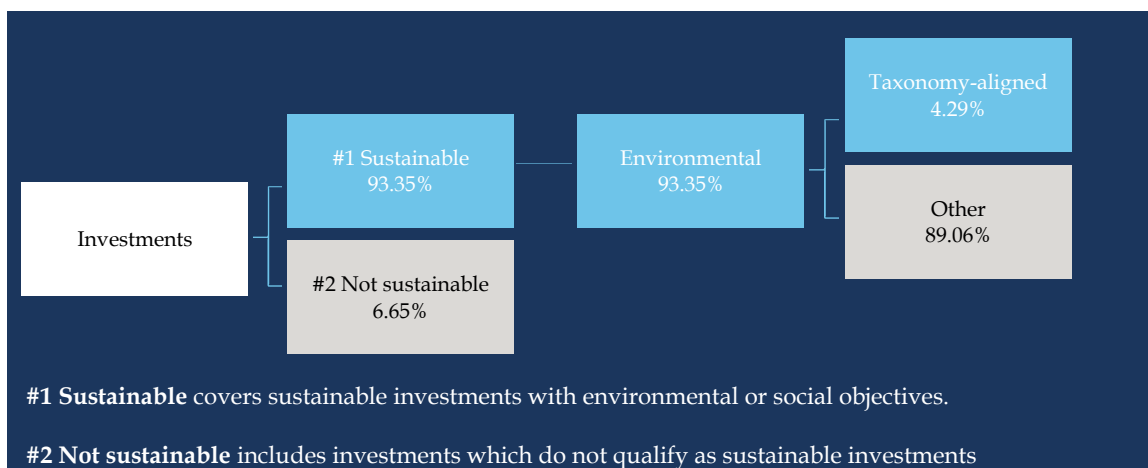 Investments
#1 Sustainable
93.35%
#2 Not sustainable
6.65%
Environmental
93.35%
Taxonomy-aligned
4.29%
Other
89.06%
#1 Sustainable covers sustainable investments with environmental or social objectives.
#2 Not sustainable includes investments which do not qualify as sustainable investments